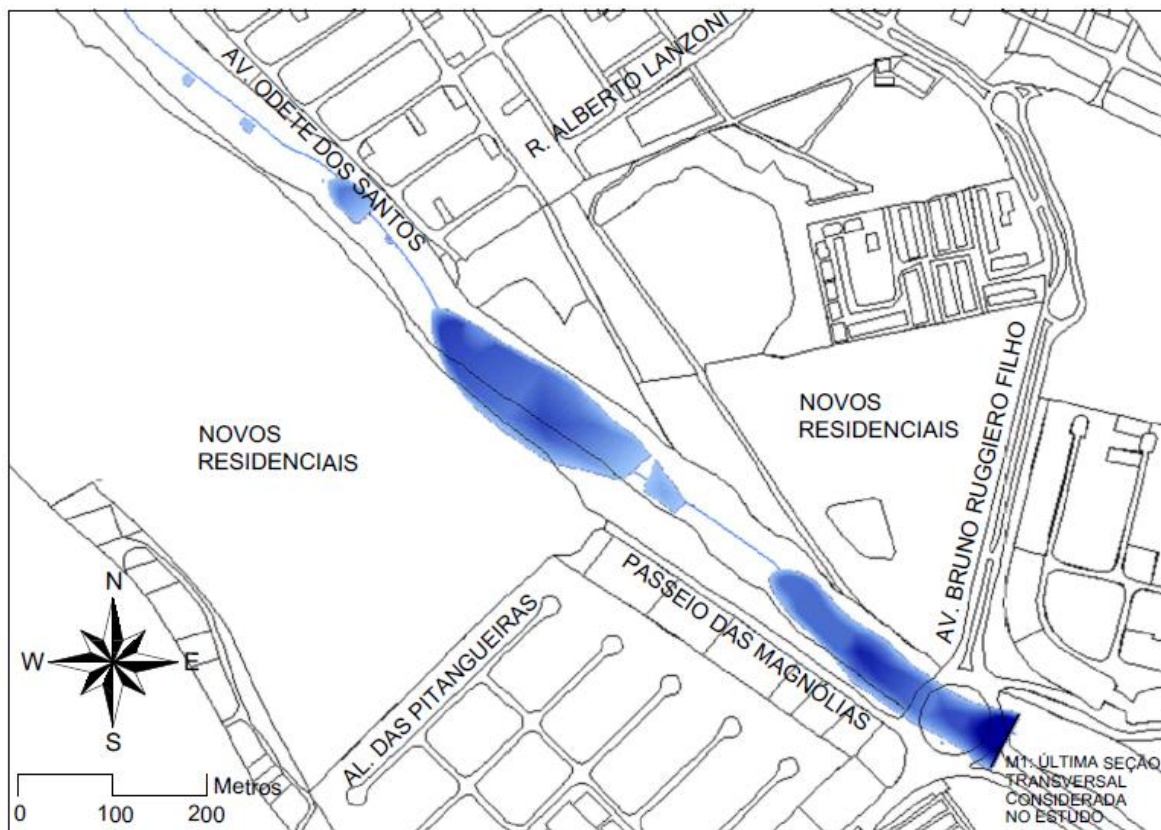 AV. ODETE DOS SANTOS
R. ALBERTO LANZONI
NOVOS
RESIDENCIAIS
NOVOS
RESIDENCIAIS
AV. BRUNO RUGGIERO FILHO
PASSEIO DAS MAGNÓLIAS
AL. DAS PITANGUEIRAS
N
W
E
S
Metros
0
100
200
M1: ÚLTIMA SEÇÃO
TRANSVERSAL
CONSIDERADA
NO ESTUDO